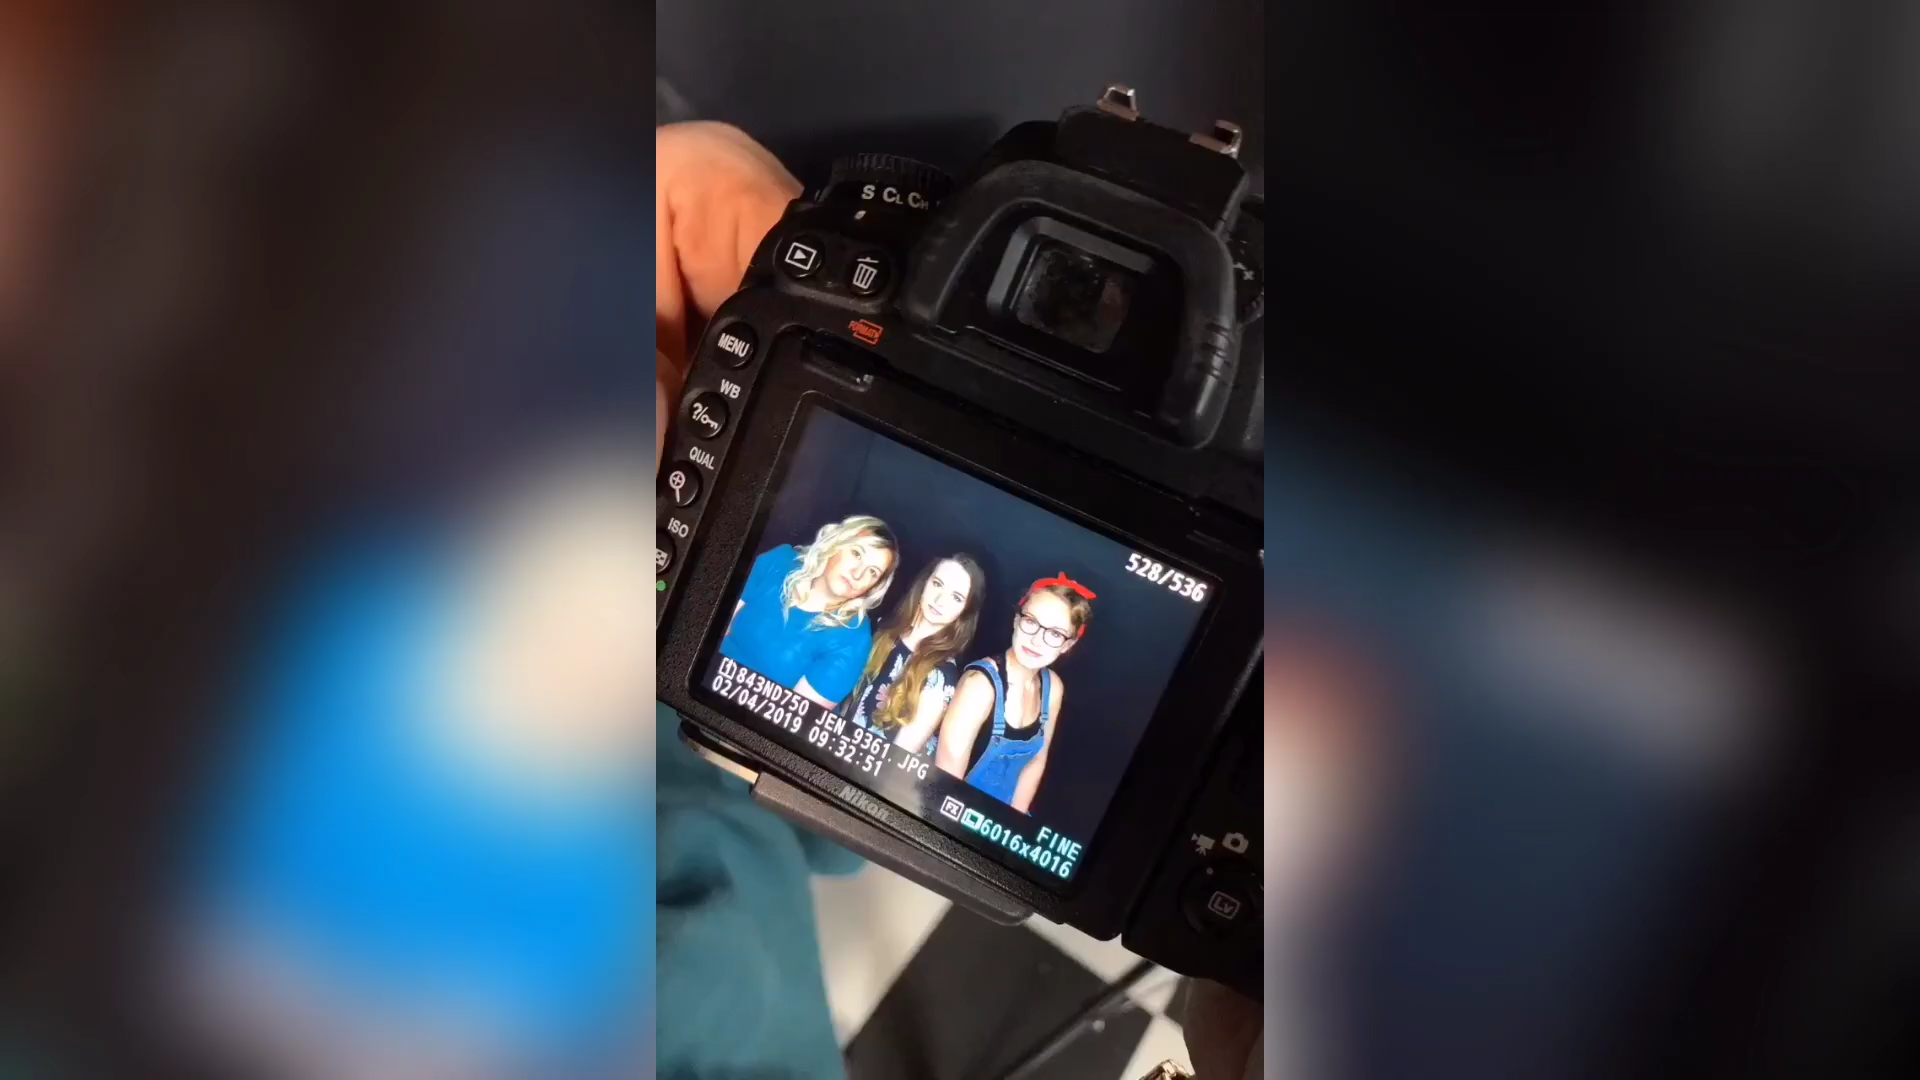 S CL CH
FORMAT
MENU
WB
?/
QUAL
ISO
528/536
843ND750 JEN_9361.JPG
02/04/2019 09:32:51
FX L 6016x4016
FINE
Nikon
Lv